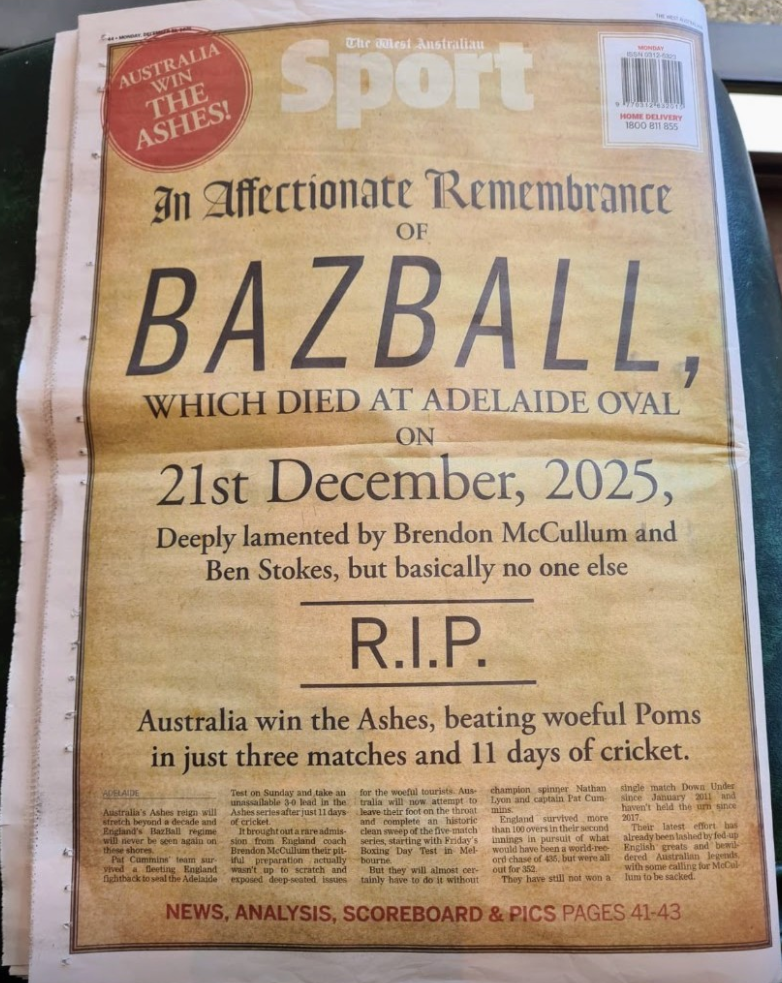 44 • MONDAY, DECEMBER
THE WEST AUSTRALIAN
AUSTRALIA
WIN
THE
ASHES!
The West Australian
Sport
MONDAY
HOME DELIVERY
1800 811 855
In Affectionate Remembrance
OF
BAZBALL,
WHICH DIED AT ADELAIDE OVAL
ON
21st December, 2025,
Deeply lamented by Brendon McCullum and
Ben Stokes, but basically no one else
R.I.P.
Australia win the Ashes, beating woeful Poms
in just three matches and 11 days of cricket.
ADELAIDE
Australia's Ashes reign will
stretch beyond a decade and
England's BazBall regime
will never be seen again on
these shores.
Pat Cummins' team sur-
vived a fleeting England
fightback to seal the Adelaide
Test on Sunday and take an
unassailable 3-0 lead in the
Ashes series after just 11 days
of cricket.
It brought out a rare admis-
sion from England coach
Brendon McCullum their pit-
iful preparation actually
wasn't up to scratch and
exposed deep-seated issues
for the woeful tourists. Aus-
tralia will now attempt to
leave their foot on the throat
and complete an historic
clean sweep of the five-match
series, starting with Friday's
Boxing Day Test in Mel-
bourne.
But they will almost cer-
tainly have to do it without
champion spinner Nathan
Lyon and captain Pat Cum-
mins.
England survived more
than 100 overs in their second
innings in pursuit of what
would have been a world-rec-
ord chase of 435, but were all
out for 352.
They have still not won a
single match Down Under
since January 2011 and
haven't held the urn since
2017.
Their latest effort has
already been lashed by fed-up
English greats and bewil-
dered Australian legends,
with some calling for McCul-
lum to be sacked.
NEWS, ANALYSIS, SCOREBOARD & PICS PAGES 41-43